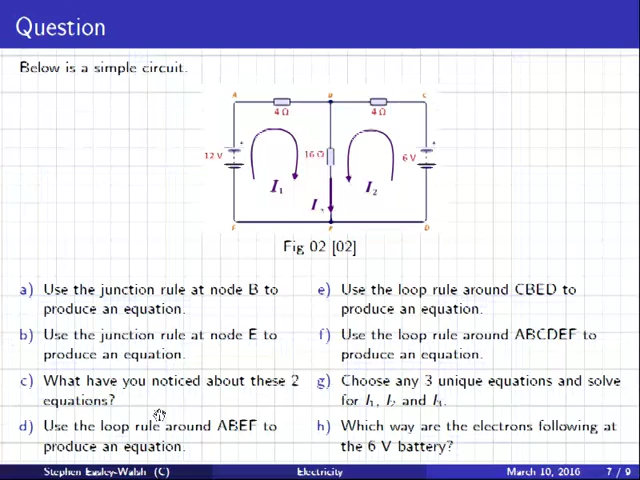 Question
Below is a simple circuit.
A B C
4 Ω 4 Ω
12 V 16 Ω 6 V
I1 I2
I3
F E D
Fig 02 [02]
a) Use the junction rule at node B to
produce an equation.
b) Use the junction rule at node E to
produce an equation.
c) What have you noticed about these 2
equations?
d) Use the loop rule around ABEF to
produce an equation.
e) Use the loop rule around CBED to
produce an equation.
f) Use the loop rule around ABCDEF to
produce an equation.
g) Choose any 3 unique equations and solve
for I1, I2 and I3.
h) Which way are the electrons following at
the 6 V battery?
Stephen Easley-Walsh (C) Electricity March 10, 2016 7 / 9